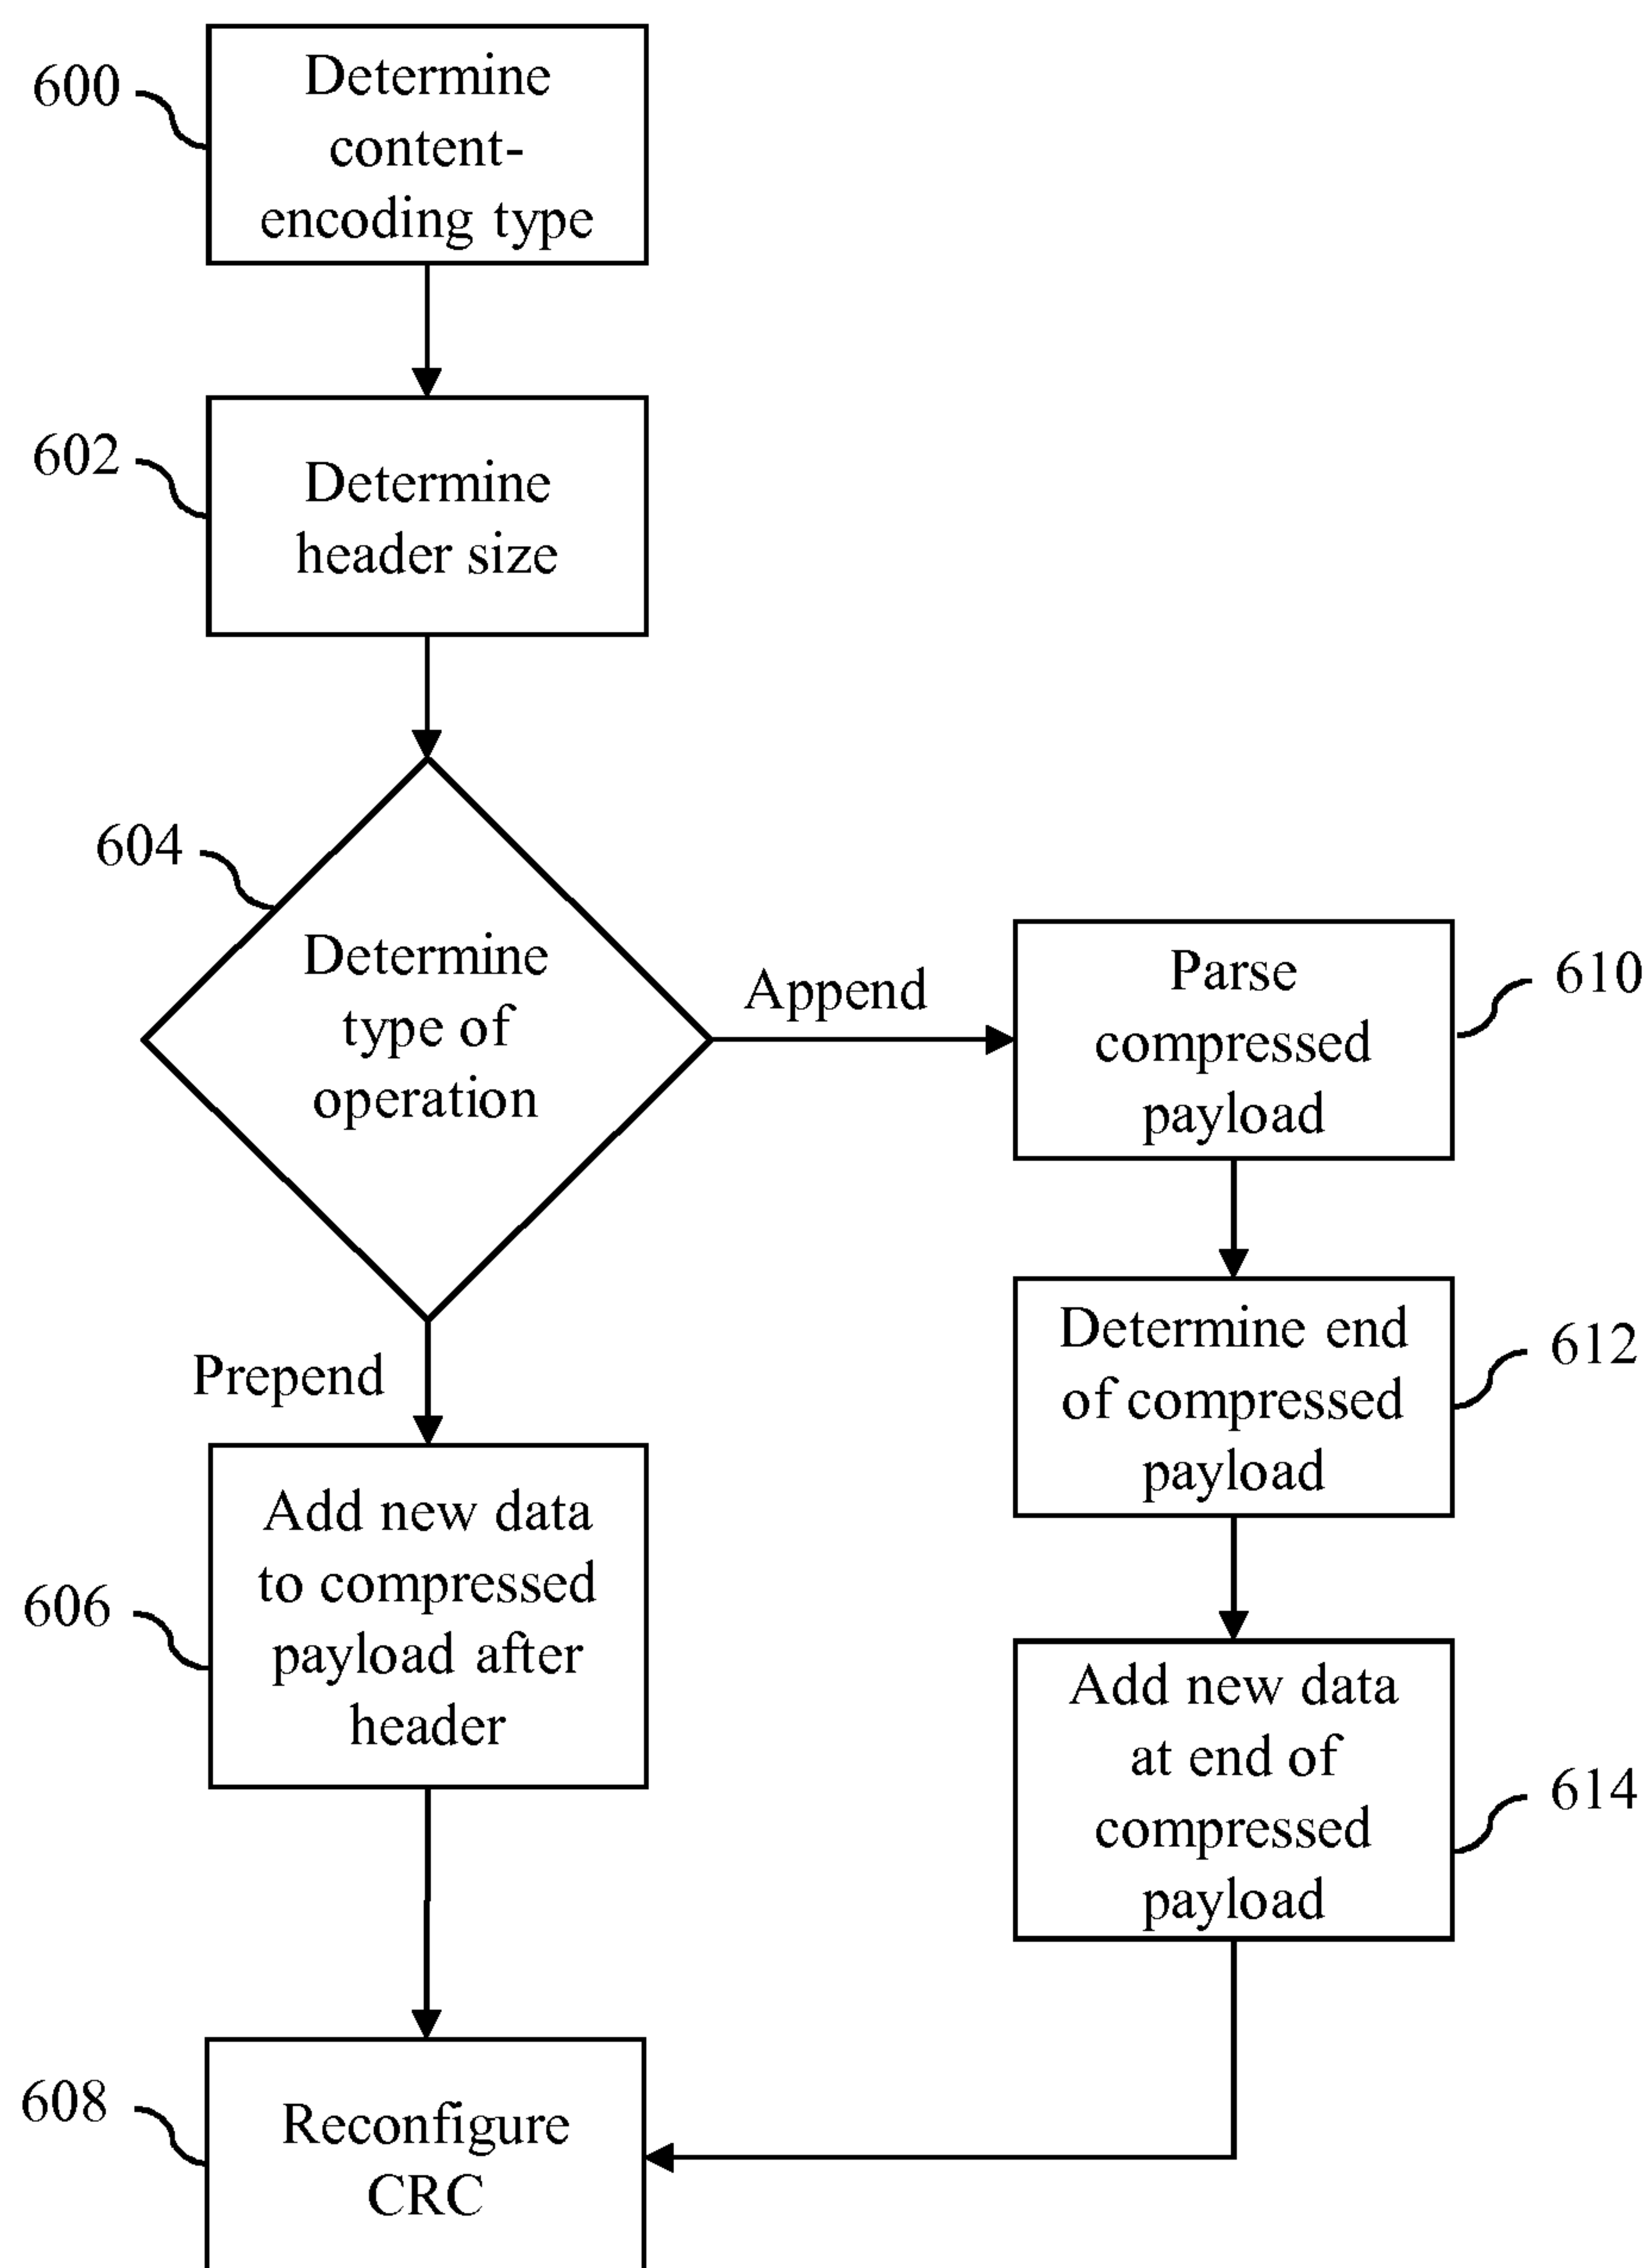 600
Determine
content-
encoding type
602
Determine
header size
604
Determine
type of
operation
Append
Parse
compressed
payload
610
Determine end
of compressed
payload
612
Prepend
Add new data
to compressed
payload after
header
606
Add new data
at end of
compressed
payload
614
608
Reconfigure
CRC